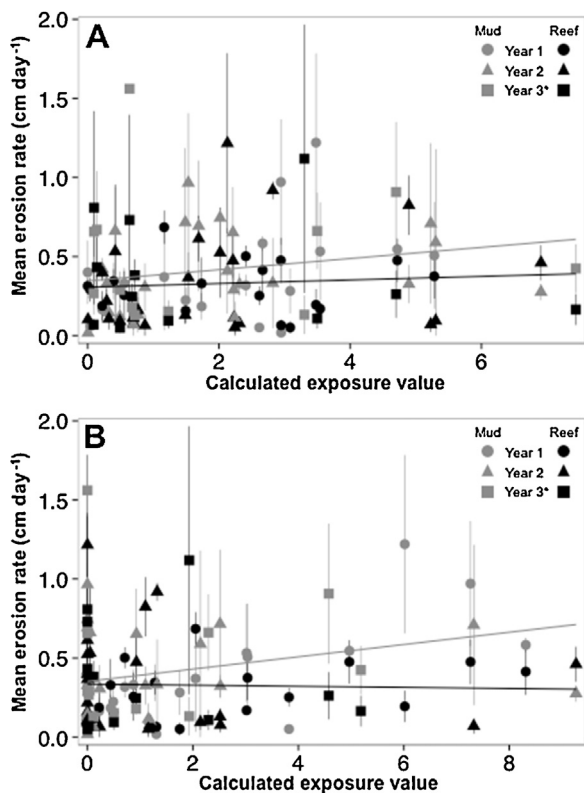 A
Mud Reef
Year 1
Year 2
Year 3*
2.0
1.5
1.0
0.5
0.0
Mean erosion rate (cm day⁻¹)
0 2 4 6
Calculated exposure value
B
Mud Reef
Year 1
Year 2
Year 3*
2.0
1.5
1.0
0.5
0.0
Mean erosion rate (cm day⁻¹)
0 2 4 6 8
Calculated exposure value